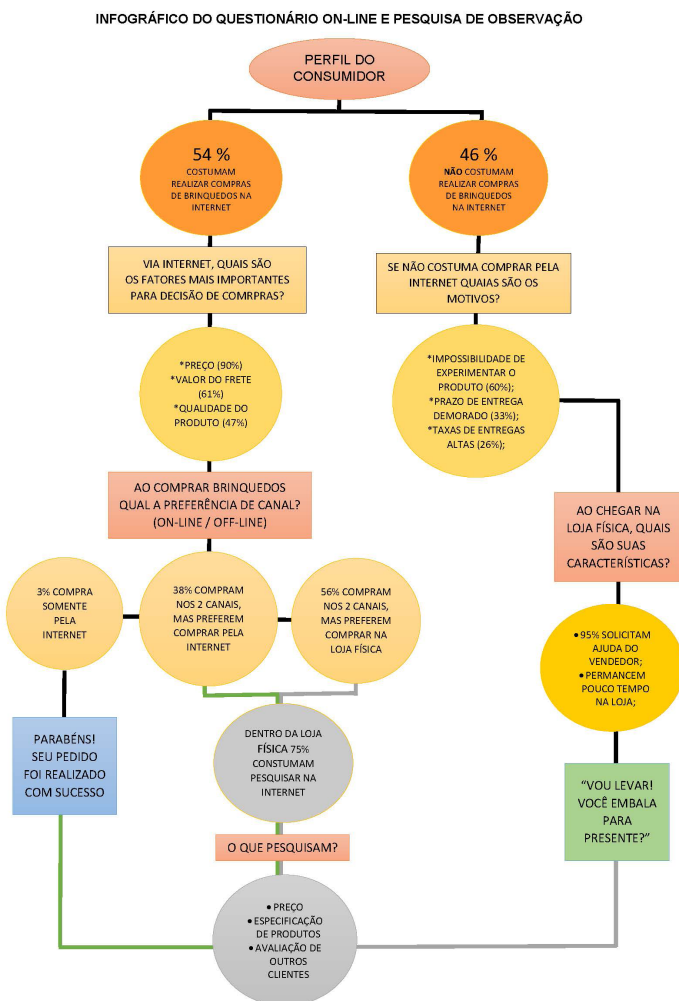 INFOGRÁFICO DO QUESTIONÁRIO ON-LINE E PESQUISA DE OBSERVAÇÃO
PERFIL DO
CONSUMIDOR
54 %
COSTUMAM
REALIZAR COMPRAS
DE BRINQUEDOS NA
INTERNET
46 %
NÃO COSTUMAM
REALIZAR COMPRAS
DE BRINQUEDOS
NA INTERNET
VIA INTERNET, QUAIS SÃO
OS FATORES MAIS IMPORTANTES
PARA DECISÃO DE COMRPRAS?
SE NÃO COSTUMA COMPRAR PELA
INTERNET QUAIAS SÃO OS
MOTIVOS?
*PREÇO (90%)
*VALOR DO FRETE
(61%)
*QUALIDADE DO
PRODUTO (47%)
*IMPOSSIBILIDADE DE
EXPERIMENTAR O
PRODUTO (60%);
*PRAZO DE ENTREGA
DEMORADO (33%);
*TAXAS DE ENTREGAS
ALTAS (26%);
AO COMPRAR BRINQUEDOS
QUAL A PREFERÊNCIA DE CANAL?
(ON-LINE / OFF-LINE)
AO CHEGAR NA
LOJA FÍSICA, QUAIS
SÃO SUAS
CARACTERÍSTICAS?
3% COMPRA
SOMENTE
PELA
INTERNET
38% COMPRAM
NOS 2 CANAIS,
MAS PREFEREM
COMPRAR PELA
INTERNET
56% COMPRAM
NOS 2 CANAIS,
MAS PREFEREM
COMPRAR NA
LOJA FÍSICA
• 95% SOLICITAM
AJUDA DO
VENDEDOR;
• PERMANCEM
POUCO TEMPO
NA LOJA;
PARABÉNS!
SEU PEDIDO
FOI REALIZADO
COM SUCESSO
DENTRO DA LOJA
FÍSICA 75%
CONSTUMAM
PESQUISAR NA
INTERNET
“VOU LEVAR!
VOCÊ EMBALA
PARA
PRESENTE?”
O QUE PESQUISAM?
• PREÇO
• ESPECIFICAÇÃO
DE PRODUTOS
• AVALIAÇÃO DE
OUTROS
CLIENTES